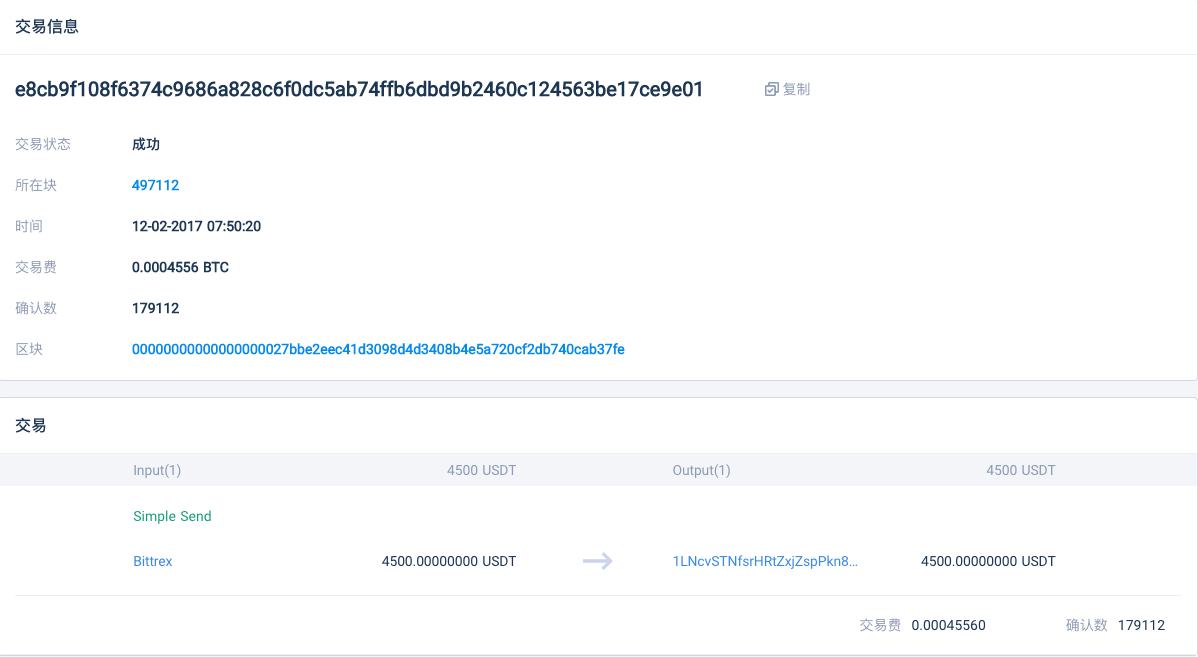 交易信息
e8cb9f108f6374c9686a828c6f0dc5ab74ffb6dbd9b2460c124563be17ce9e01 复制
交易状态 成功
所在块 497112
时间 12-02-2017 07:50:20
交易费 0.0004556 BTC
确认数 179112
区块 00000000000000000027bbe2eec41d3098d4d3408b4e5a720cf2db740cab37fe
交易
Input(1) 4500 USDT Output(1) 4500 USDT
Simple Send
Bittrex 4500.00000000 USDT 1LNcvSTNfsrHRtZxjZspPkn8... 4500.00000000 USDT
交易费 0.00045560 确认数 179112